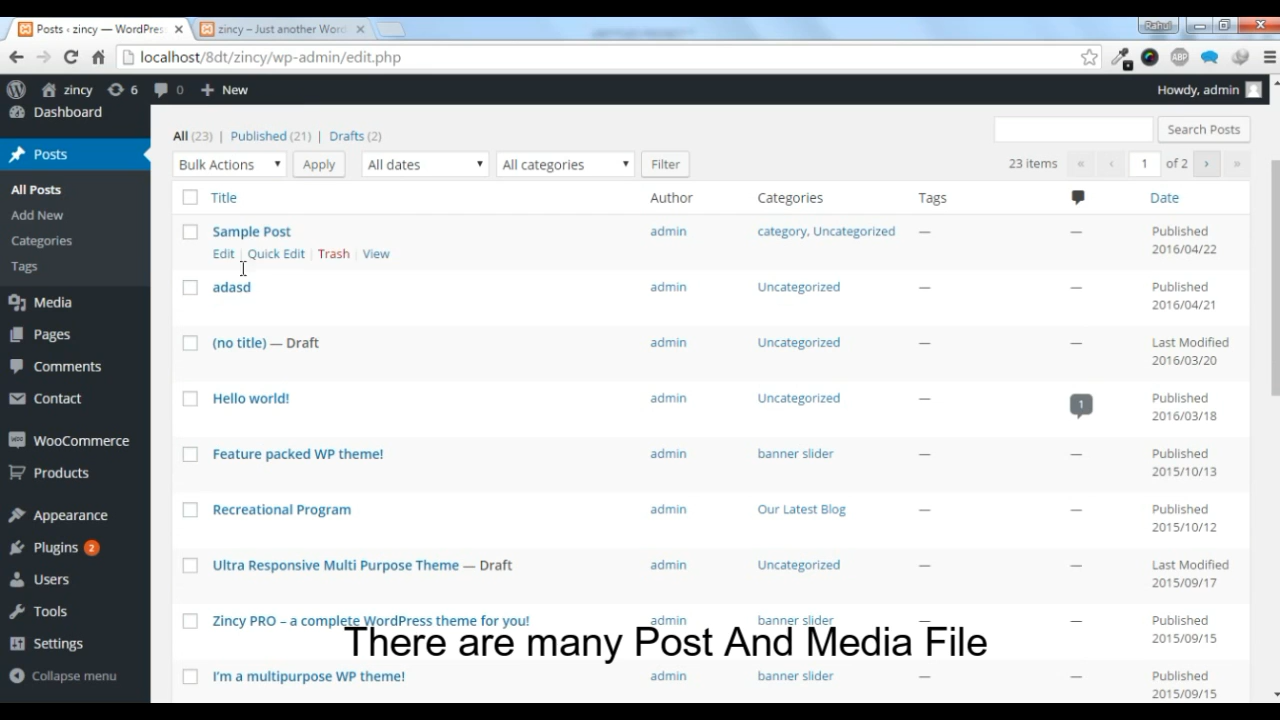 Posts ‹ zincy — WordPres
zincy – Just another Word
Rahul
localhost/8dt/zincy/wp-admin/edit.php
ABP
zincy 6 0 New
Howdy, admin
Dashboard
Posts
All Posts
Add New
Categories
Tags
Media
Pages
Comments
Contact
WooCommerce
Products
Appearance
Plugins 2
Users
Tools
Settings
Collapse menu
All (23) | Published (21) | Drafts (2)
Search Posts
Bulk Actions Apply All dates All categories Filter
23 items « ‹ 1 of 2 › »
Title Author Categories Tags Date
Sample Post admin category, Uncategorized — — Published
2016/04/22
Edit | Quick Edit | Trash | View
adasd admin Uncategorized — — Published
2016/04/21
(no title) — Draft admin Uncategorized — — Last Modified
2016/03/20
Hello world! admin Uncategorized — 1 Published
2016/03/18
Feature packed WP theme! admin banner slider — — Published
2015/10/13
Recreational Program admin Our Latest Blog — — Published
2015/10/12
Ultra Responsive Multi Purpose Theme — Draft admin Uncategorized — — Last Modified
2015/09/17
Zincy PRO – a complete WordPress theme for you! admin banner slider — — Published
2015/09/15
There are many Post And Media File
I'm a multipurpose WP theme! admin banner slider — — Published
2015/09/15